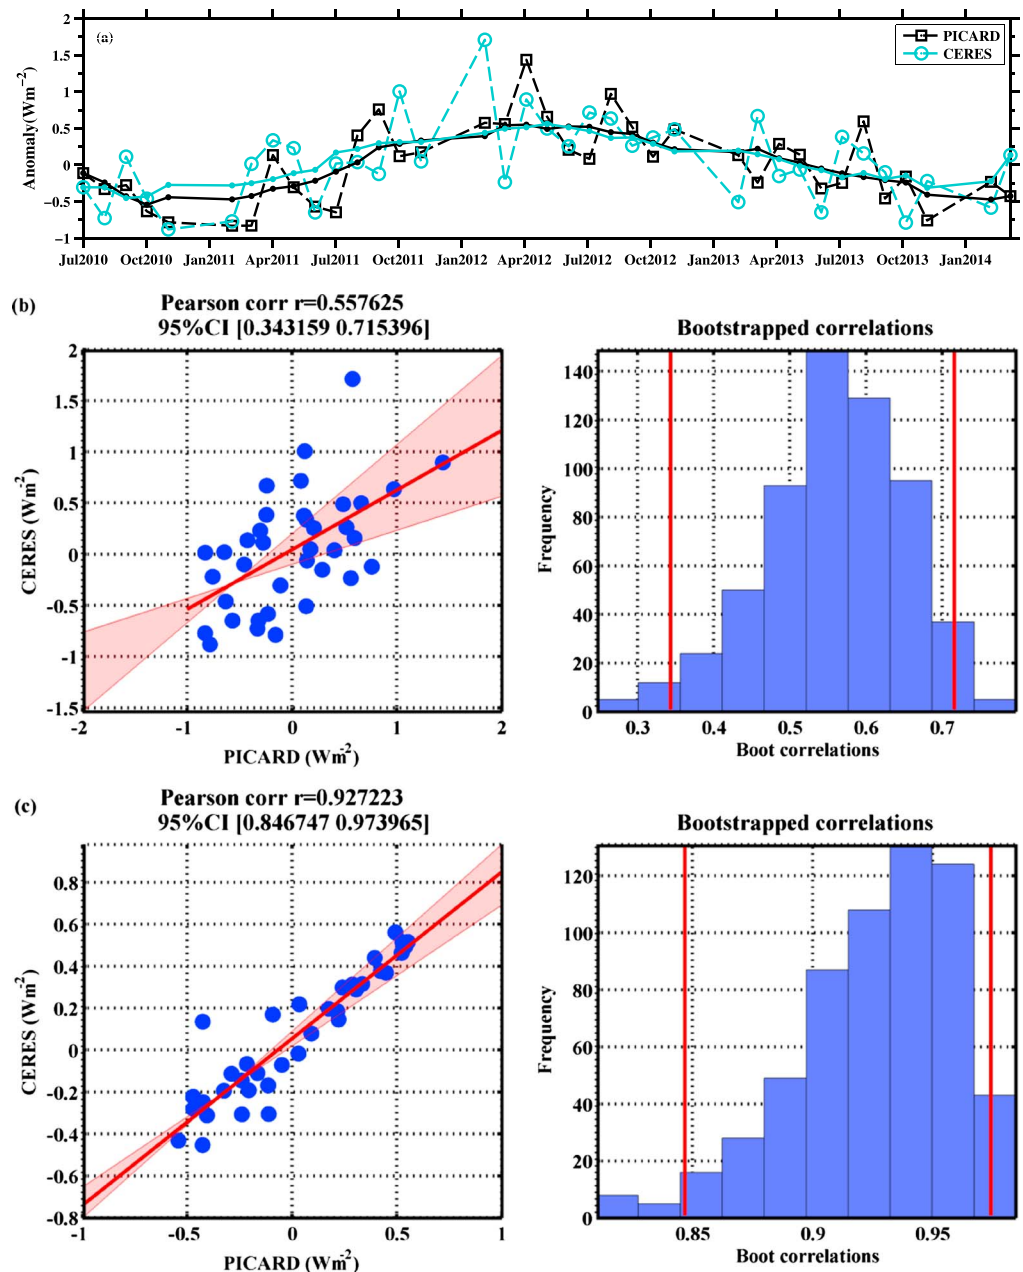 2
1.5
1
0.5
0
−0.5
−1
Anomaly(Wm−2)
(a)
PICARD
CERES
Jul2010 Oct2010 Jan2011 Apr2011 Jul2011 Oct2011 Jan2012 Apr2012 Jul2012 Oct2012 Jan2013 Apr2013 Jul2013 Oct2013 Jan2014
(b)
Pearson corr r=0.557625
95%CI [0.343159 0.715396]
2
1.5
1
0.5
0
-0.5
-1
-1.5
CERES (Wm-2)
-2 -1 0 1 2
PICARD (Wm-2)
Bootstrapped correlations
140
120
100
80
60
40
20
0
Frequency
0.3 0.4 0.5 0.6 0.7
Boot correlations
(c)
Pearson corr r=0.927223
95%CI [0.846747 0.973965]
0.8
0.6
0.4
0.2
0
-0.2
-0.4
-0.6
-0.8
CERES (Wm-2)
-1 -0.5 0 0.5 1
PICARD (Wm-2)
Bootstrapped correlations
120
100
80
60
40
20
0
Frequency
0.85 0.9 0.95
Boot correlations